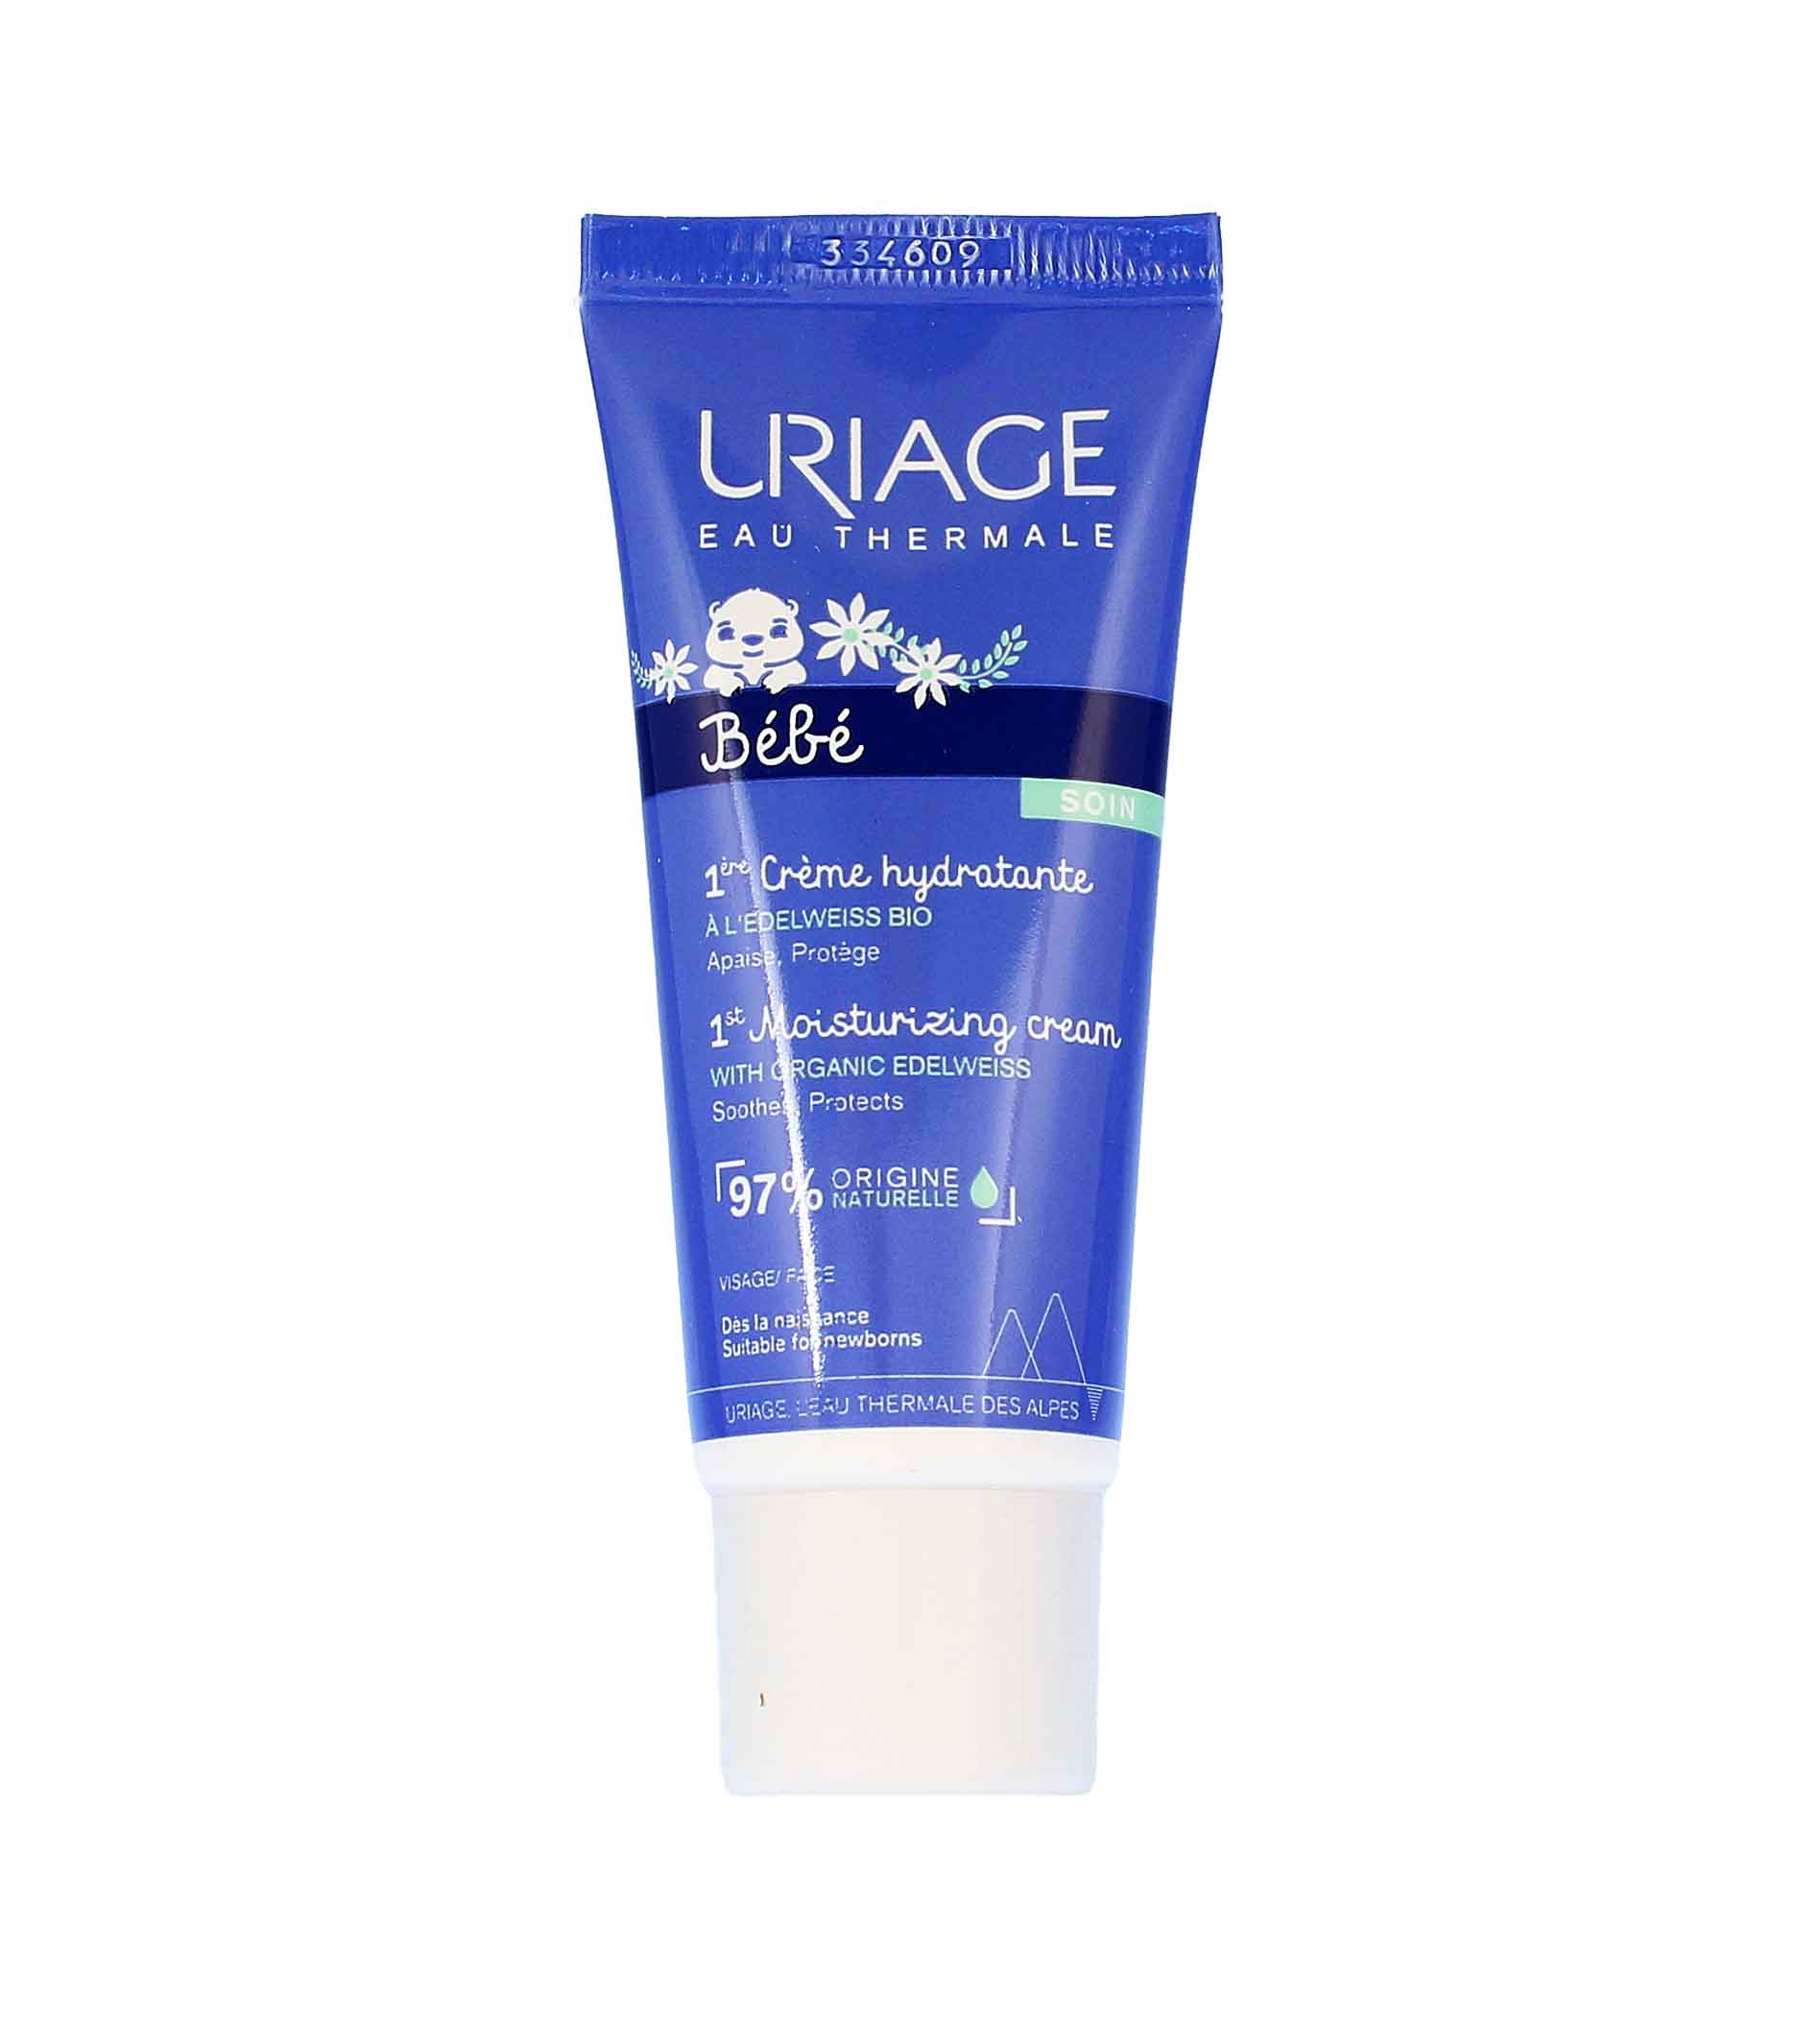 334609
URIAGE
EAU THERMALE
Bébé
SOIN
1ère Crème hydratante
À L'EDELWEISS BIO
Apaise, Protège
1st Moisturizing cream
WITH ORGANIC EDELWEISS
Soothes, Protects
97% ORIGINE
NATURELLE
VISAGE/ FACE
Dès la naissance
Suitable for newborns
URIAGE, L'EAU THERMALE DES ALPES